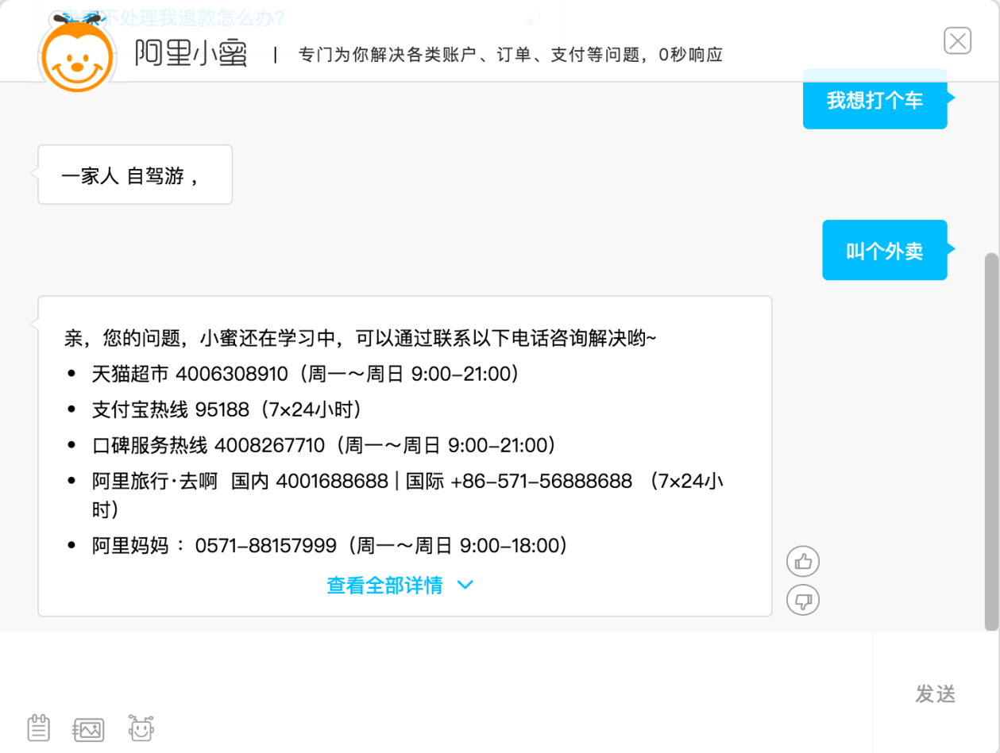 不处理我退款怎么办?
阿里小蜜 | 专门为你解决各类账户、订单、支付等问题，0秒响应
我想打个车
一家人 自驾游 ，
叫个外卖
亲，您的问题，小蜜还在学习中，可以通过联系以下电话咨询解决哟~
• 天猫超市 4006308910（周一～周日 9:00-21:00）
• 支付宝热线 95188（7×24小时）
• 口碑服务热线 4008267710（周一～周日 9:00-21:00）
• 阿里旅行·去啊 国内 4001688688 | 国际 +86-571-56888688 （7×24小
时）
• 阿里妈妈 ：0571-88157999（周一～周日 9:00-18:00）
查看全部详情
发送